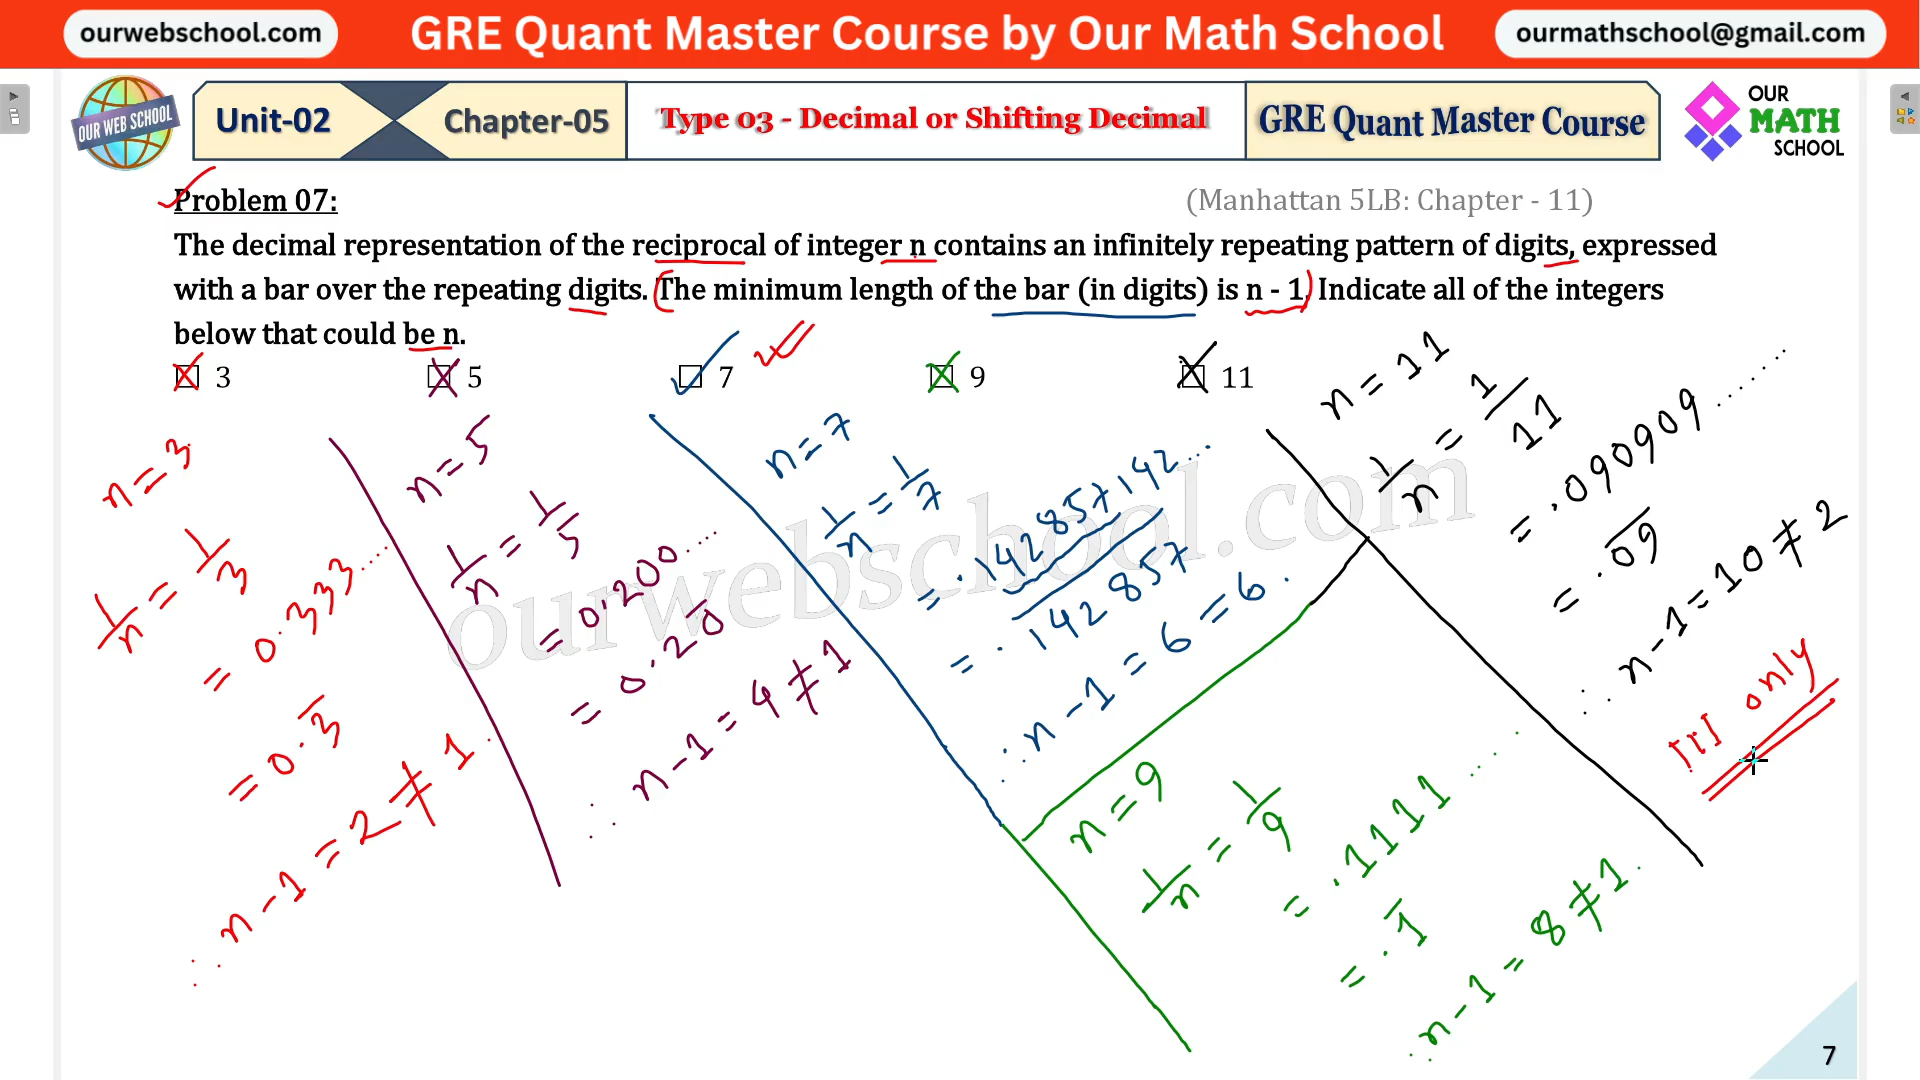 ourwebschool.com
GRE Quant Master Course by Our Math School
ourmathschool@gmail.com
OUR WEB SCHOOL
Unit-02
Chapter-05
Type 03 - Decimal or Shifting Decimal
GRE Quant Master Course
OUR
MATH
SCHOOL
Problem 07:
(Manhattan 5LB: Chapter - 11)
The decimal representation of the reciprocal of integer n contains an infinitely repeating pattern of digits, expressed
with a bar over the repeating digits. The minimum length of the bar (in digits) is n - 1. Indicate all of the integers
below that could be n.
3
5
7
9
11
n = 3
1/n = 1/3
= 0.333....
= 0.3̅
∴ n - 1 = 2 ≠ 1.
n = 5
1/n = 1/5
= 0.200....
= 0.20̅
∴ n - 1 = 4 ≠ 1
n = 7
1/n = 1/7
= .142857142...
= .1̅4̅2̅8̅5̅7̅
∴ n - 1 = 6 = 6.
n = 9
1/n = 1/9
= .1111....
= .1̅
∴ n - 1 = 8 ≠ 1.
n = 11
1/n = 1/11
= .090909......
= .0̅9̅
∴ n - 1 = 10 ≠ 2
only
ourwebschool.com
7